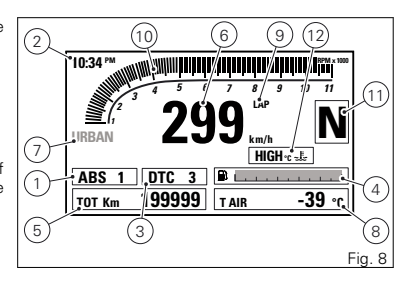 e
10 6 9 12
2 10:34 PM RPM x 1000
1 2 3 4 5 6 7 8 9 10 11
299 LAP N 11
km/h
7 URBAN
HIGH °C
f
e
1 ABS 1 DTC 3 4
5 TOT Km 199999 T AIR -39 °C 8
3
Fig. 8